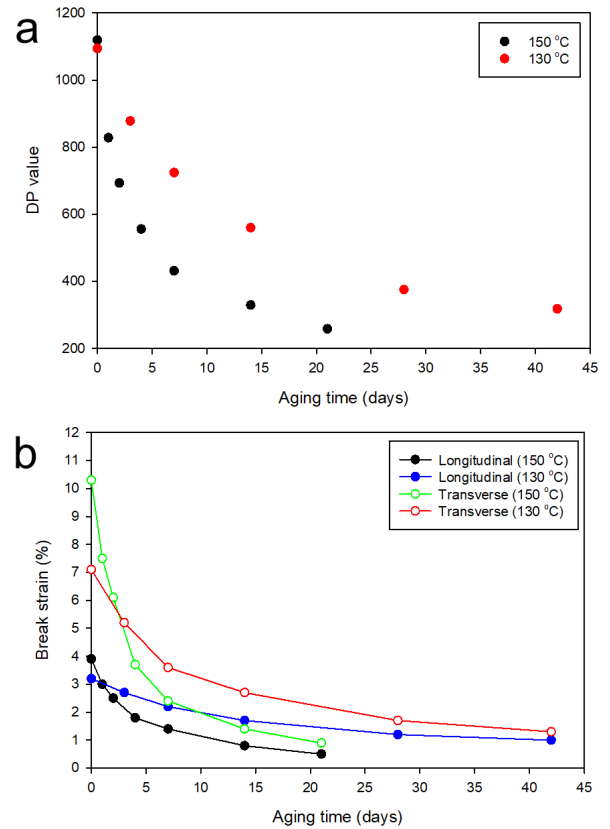 a
1200
1000
800
600
400
200
DP value
150 °C
130 °C
0 5 10 15 20 25 30 35 40 45
Aging time (days)
b
12
11
10
9
8
7
6
5
4
3
2
1
0
Break strain (%)
Longitudinal (150 °C)
Longitudinal (130 °C)
Transverse (150 °C)
Transverse (130 °C)
0 5 10 15 20 25 30 35 40 45
Aging time (days)